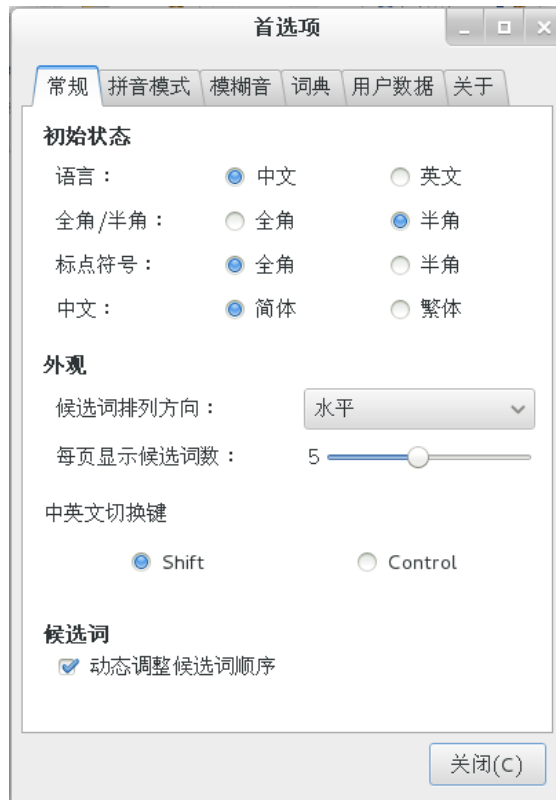 首选项
常规 拼音模式 模糊音 词典 用户数据 关于
初始状态
语言： 中文 英文
全角/半角： 全角 半角
标点符号： 全角 半角
中文： 简体 繁体
外观
候选词排列方向： 水平
每页显示候选词数： 5
中英文切换键
Shift Control
候选词
动态调整候选词顺序
关闭(C)